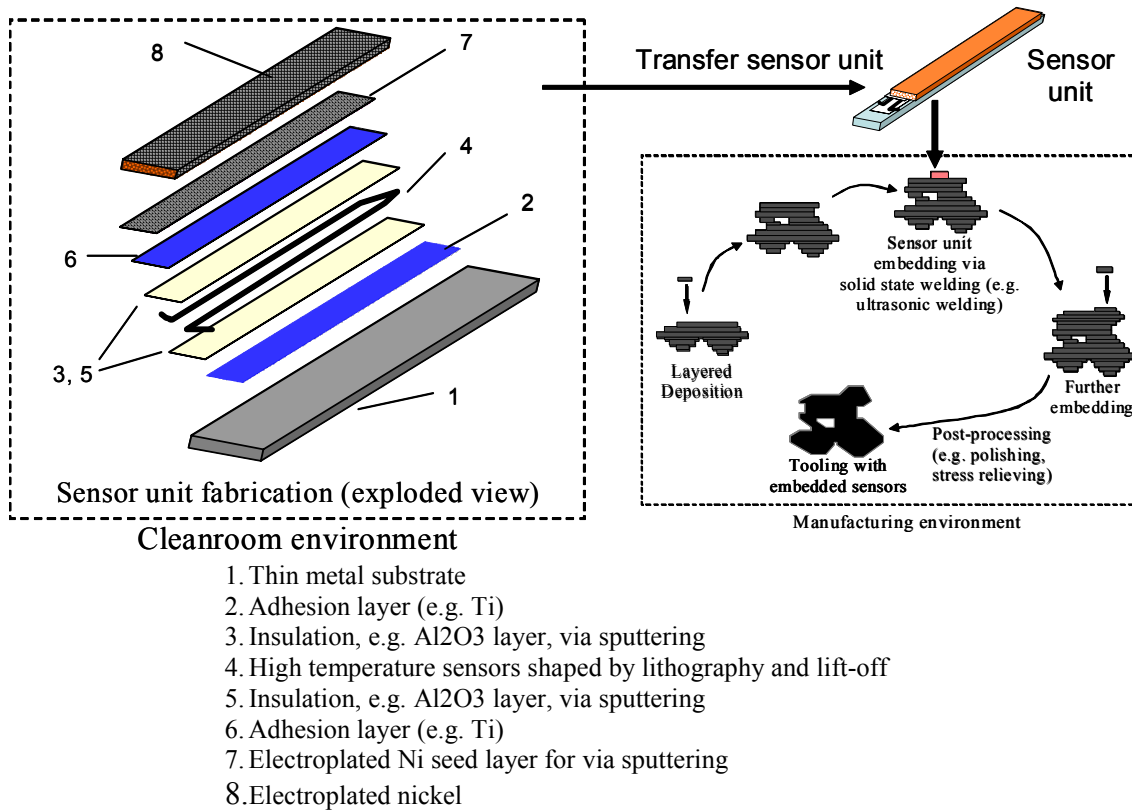 8
7
4
2
6
3, 5
1
Sensor unit fabrication (exploded view)
Cleanroom environment
Transfer sensor unit
Sensor
unit
Sensor unit
embedding via
solid state welding (e.g.
ultrasonic welding)
Layered
Deposition
Further
embedding
Post-processing
(e.g. polishing,
stress relieving)
Tooling with
embedded sensors
Manufacturing environment
1. Thin metal substrate
2. Adhesion layer (e.g. Ti)
3. Insulation, e.g. Al2O3 layer, via sputtering
4. High temperature sensors shaped by lithography and lift-off
5. Insulation, e.g. Al2O3 layer, via sputtering
6. Adhesion layer (e.g. Ti)
7. Electroplated Ni seed layer for via sputtering
8.Electroplated nickel